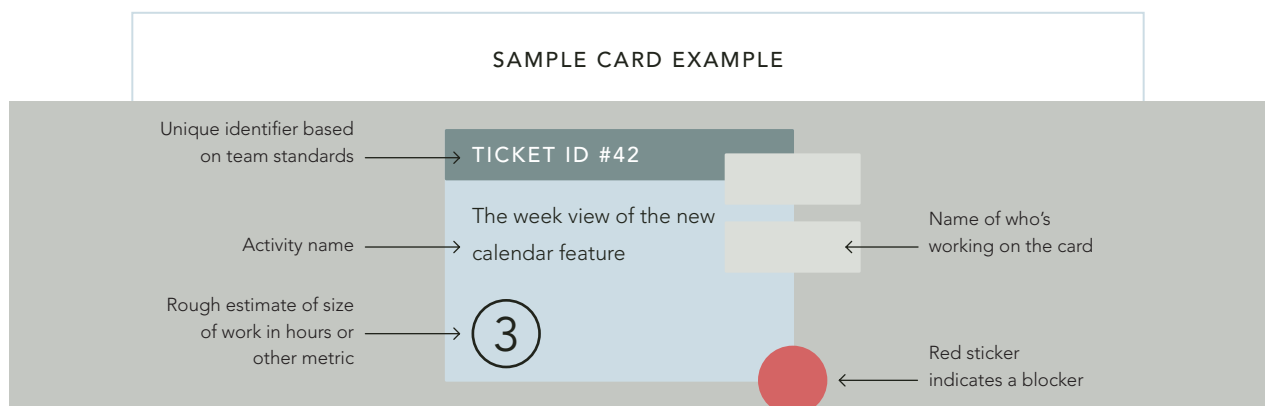 SAMPLE CARD EXAMPLE
Unique identifier based
on team standards
TICKET ID #42
The week view of the new
calendar feature
Activity name
Name of who's
working on the card
Rough estimate of size
of work in hours or
other metric
3
Red sticker
indicates a blocker